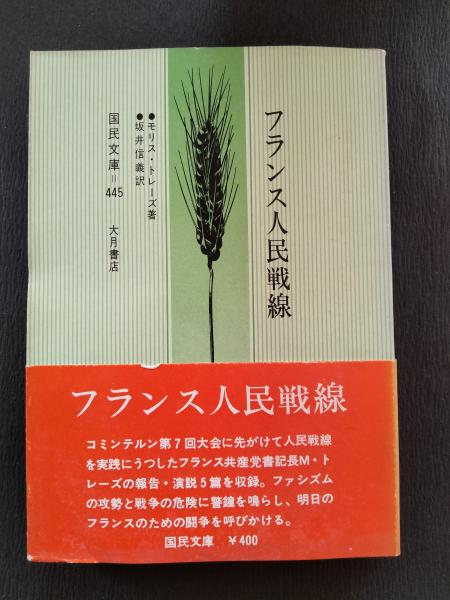 フランス人民戦線
●モリス・トレーズ著
●坂井信義訳
国民文庫＝445
大月書店
フランス人民戦線
コミンテルン第7回大会に先がけて人民戦線
を実践にうつしたフランス共産党書記長M・ト
レーズの報告・演説5篇を収録。ファシズム
の攻勢と戦争の危険に警鐘を鳴らし、明日の
フランスのための闘争を呼びかける。
国民文庫 ￥400